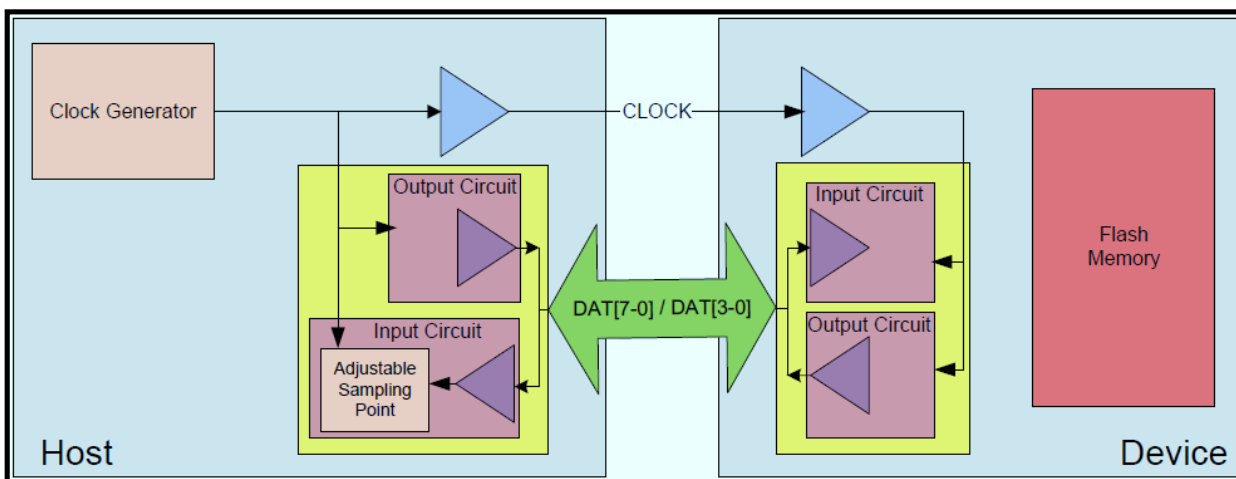 Clock Generator
CLOCK
Output Circuit
Input Circuit
Adjustable
Sampling
Point
DAT[7-0] / DAT[3-0]
Input Circuit
Output Circuit
Flash
Memory
Host
Device